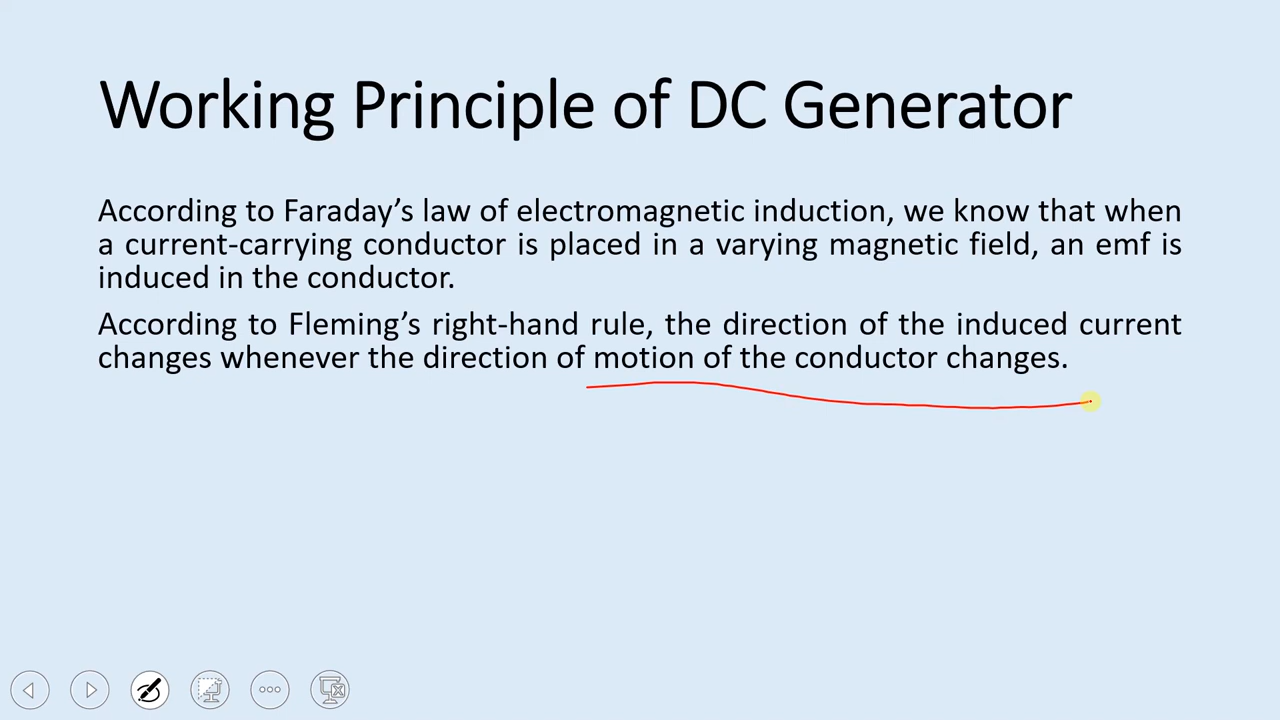 Working Principle of DC Generator
According to Faraday’s law of electromagnetic induction, we know that when
a current-carrying conductor is placed in a varying magnetic field, an emf is
induced in the conductor.
According to Fleming’s right-hand rule, the direction of the induced current
changes whenever the direction of motion of the conductor changes.